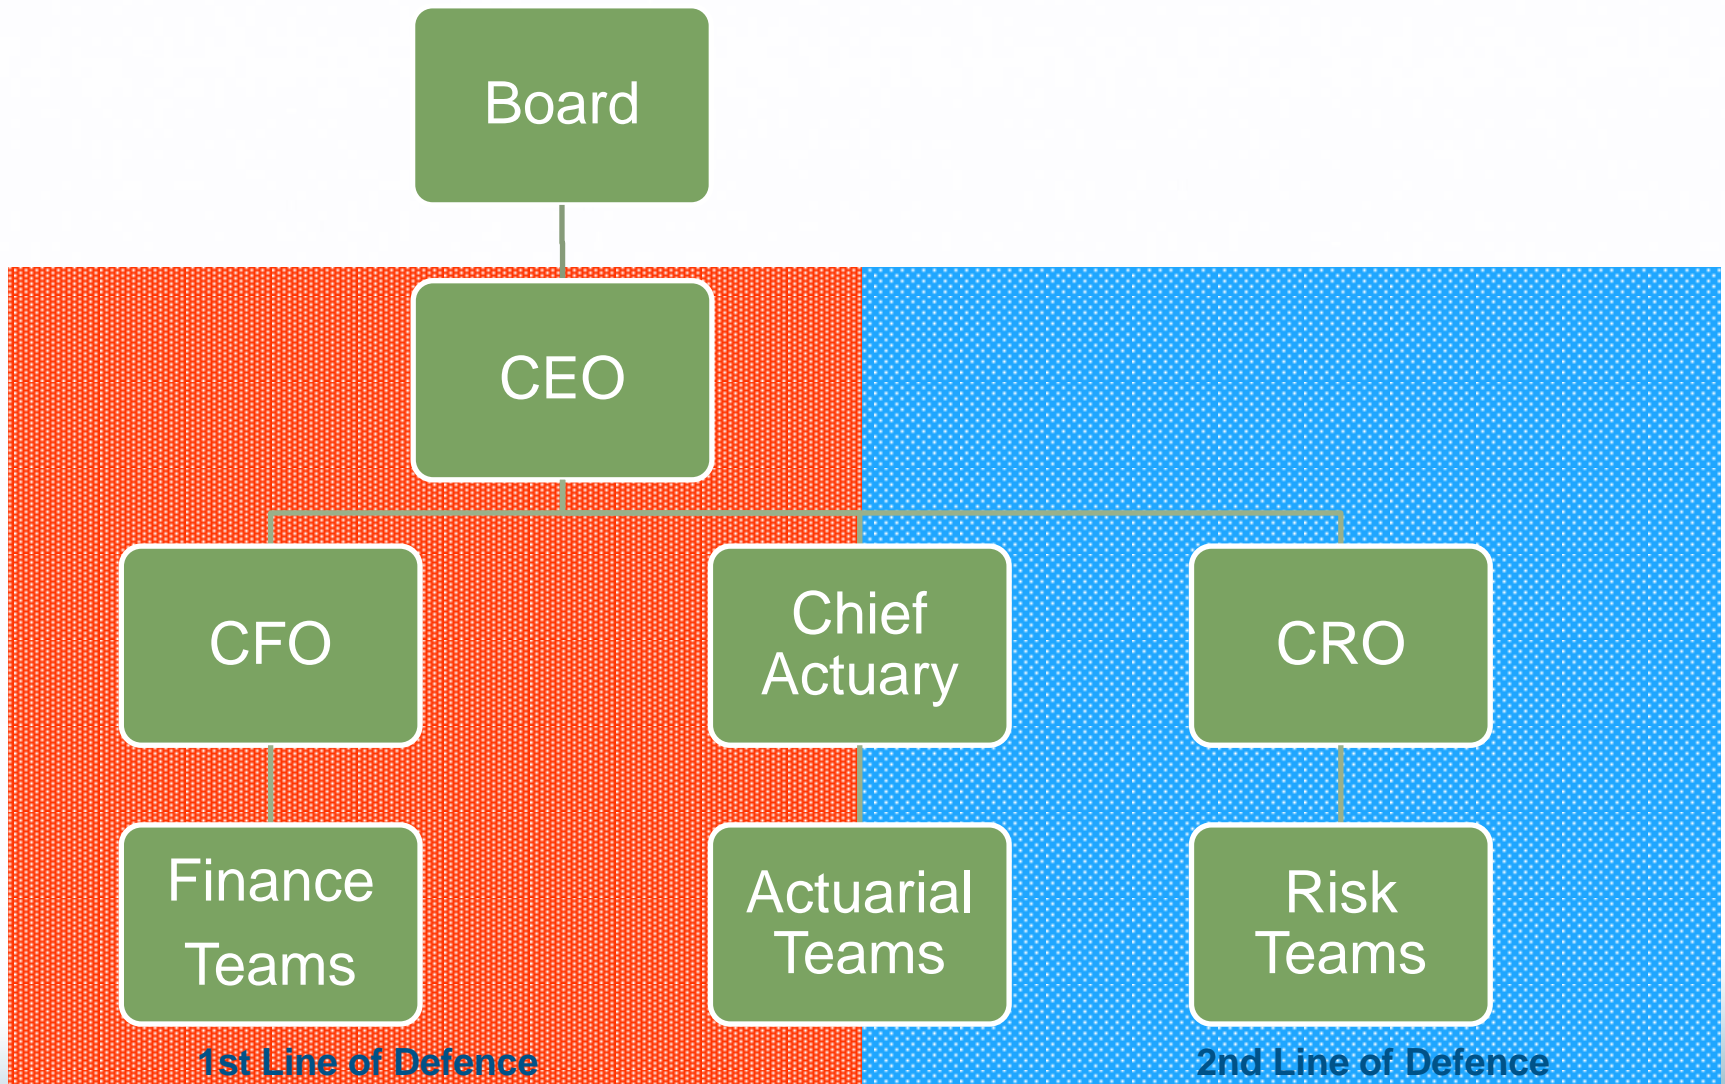 Board
CEO
CFO
Chief
Actuary
CRO
Finance
Teams
Actuarial
Teams
Risk
Teams
1st Line of Defence
2nd Line of Defence